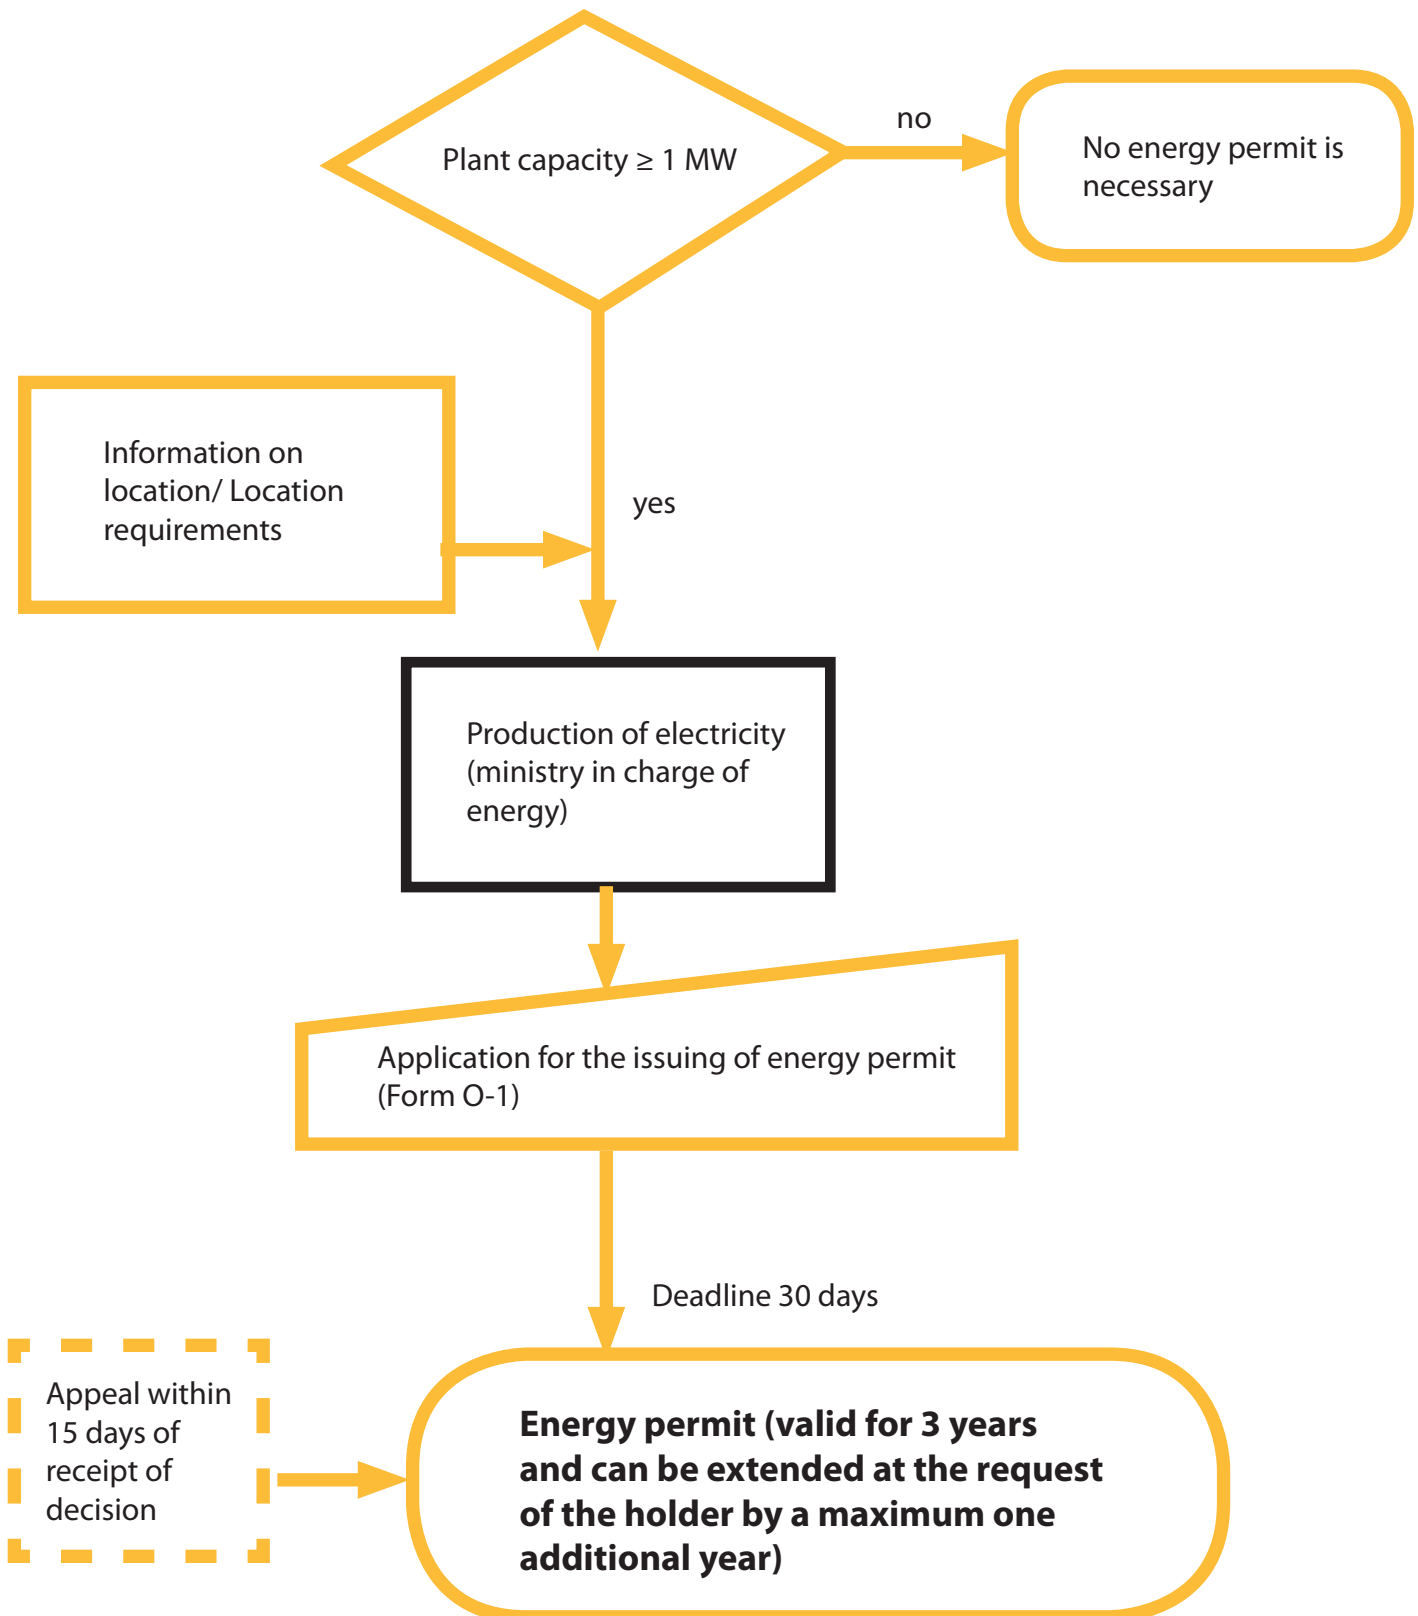 Plant capacity ≥ 1 MW
no
No energy permit is
necessary
Information on
location/ Location
requirements
yes
Production of electricity
(ministry in charge of
energy)
Application for the issuing of energy permit
(Form O-1)
Deadline 30 days
Appeal within
15 days of
receipt of
decision
Energy permit (valid for 3 years
and can be extended at the request
of the holder by a maximum one
additional year)